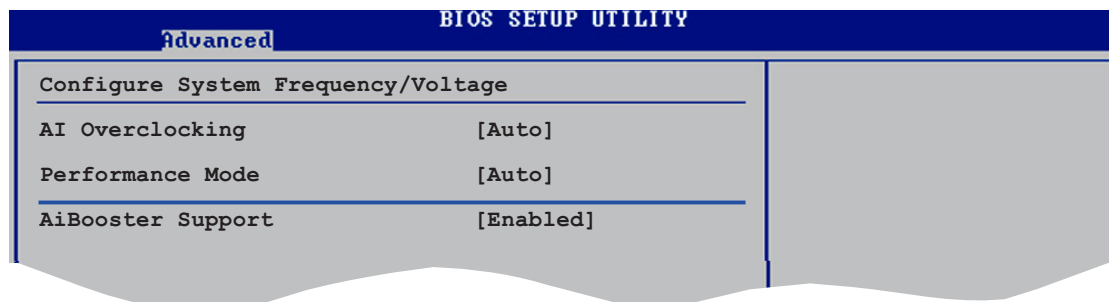 BIOS SETUP UTILITY
Advanced
Configure System Frequency/Voltage
AI Overclocking [Auto]
Performance Mode [Auto]
AiBooster Support [Enabled]